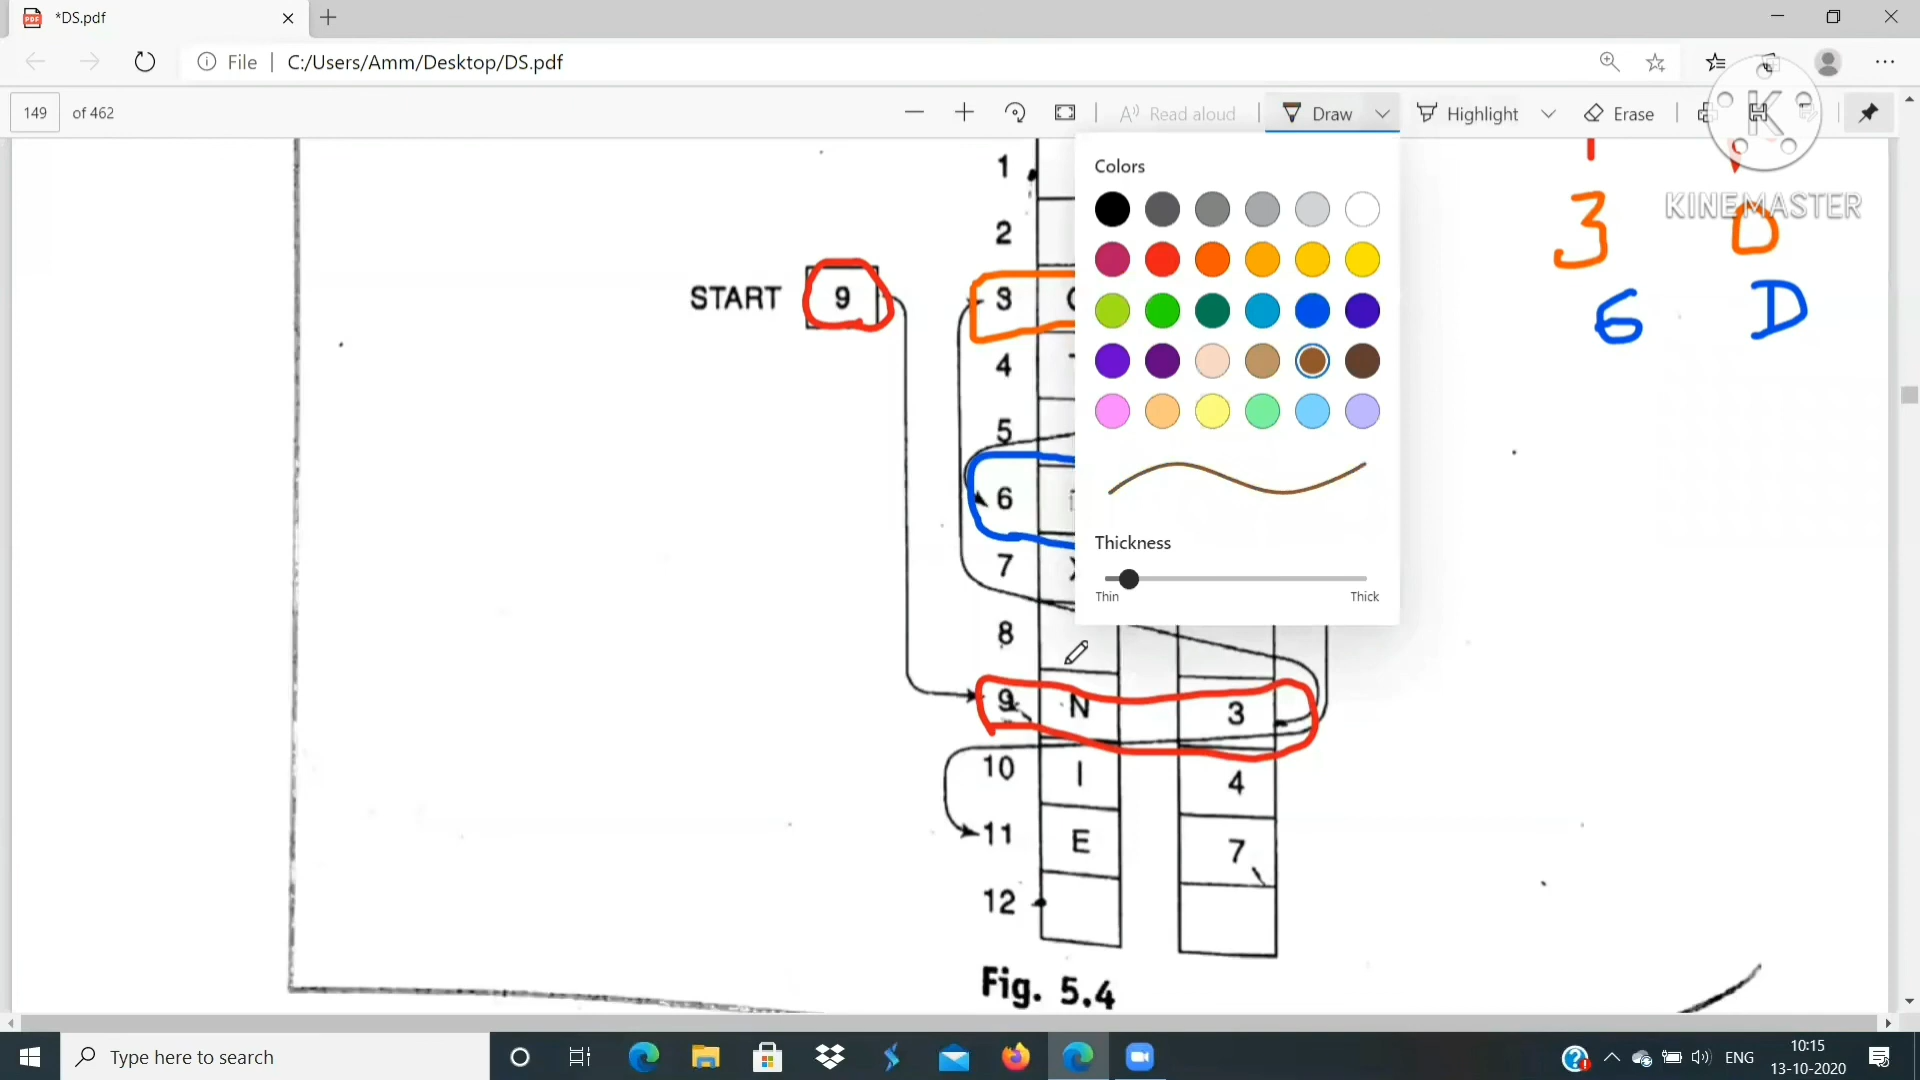 *DS.pdf
File C:/Users/Amm/Desktop/DS.pdf
149 of 462
Read aloud
Draw
Highlight
Erase
K
KINEMASTER
Colors
Thickness
Thin
Thick
START 9
1
2
3
4
5
6
7
8
9 N 3
10 I 4
11 E 7
12
Fig. 5.4
3 O
6 D
Type here to search
ENG
10:15
13-10-2020